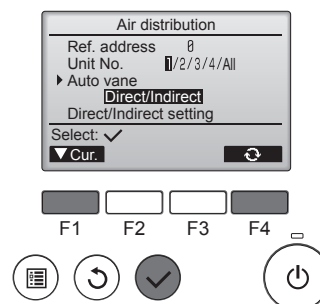 Air distribution
Ref. address 0
Unit No. 1/2/3/4/All
Auto vane
Direct/Indirect
Direct/Indirect setting
Select:
Cur.
F1 F2 F3 F4